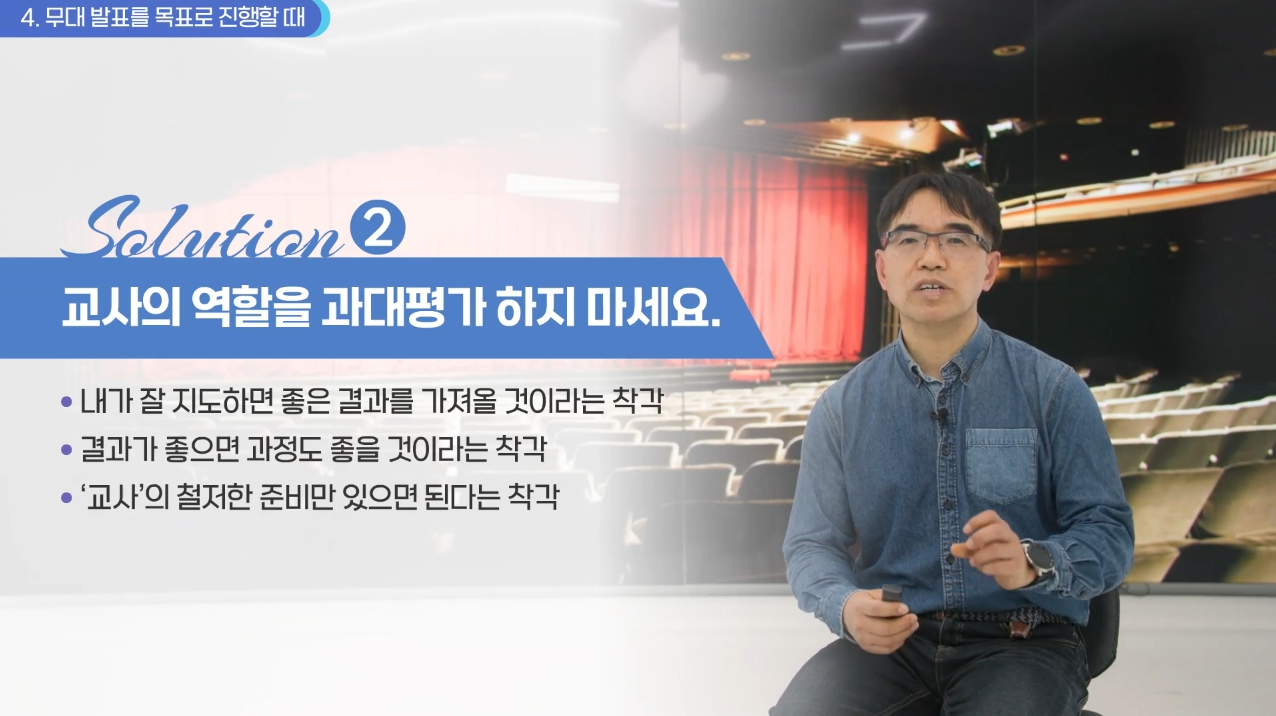 4. 무대 발표를 목표로 진행할 때
Solution 2
교사의 역할을 과대평가 하지 마세요.
• 내가 잘 지도하면 좋은 결과를 가져올 것이라는 착각
• 결과가 좋으면 과정도 좋을 것이라는 착각
• ‘교사’의 철저한 준비만 있으면 된다는 착각